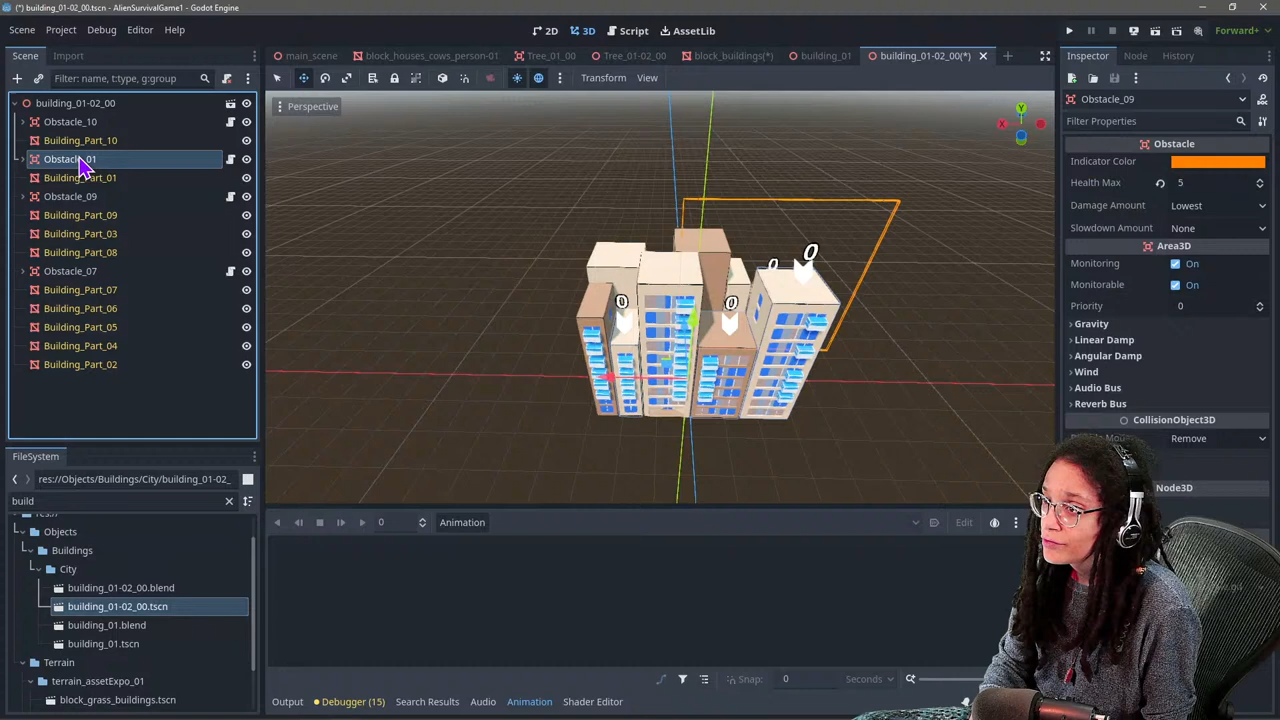 (*) building_01-02_00.tscn - AlienSurvivalGame1 - Godot Engine
Scene Project Debug Editor Help
2D 3D Script AssetLib
Forward+
Scene Import
main_scene block_houses_cows_person-01 Tree_01_00 Tree_01-02_00 block_buildings(*) building_01 building_01-02_00(*)
Inspector Node History
Filter: name, t:type, g:group
Transform View
Perspective
building_01-02_00
Obstacle_10
Building_Part_10
Obstacle_01
Building_Part_01
Obstacle_09
Building_Part_09
Building_Part_03
Building_Part_08
Obstacle_07
Building_Part_07
Building_Part_06
Building_Part_05
Building_Part_04
Building_Part_02
Y
X
0
0
0
0
Obstacle_09
Filter Properties
Obstacle
Indicator Color
Health Max 5
Damage Amount Lowest
Slowdown Amount None
Area3D
Monitoring On
Monitorable On
Priority 0
Gravity
Linear Damp
Angular Damp
Wind
Audio Bus
Reverb Bus
CollisionObject3D
Remove
Node3D
FileSystem
res://Objects/Buildings/City/building_01-02_
build
res://
Objects
Buildings
City
building_01-02_00.blend
building_01-02_00.tscn
building_01.blend
building_01.tscn
Terrain
terrain_assetExpo_01
block_grass_buildings.tscn
0 Animation Edit
Snap: 0 Seconds
Output Debugger (15) Search Results Audio Animation Shader Editor